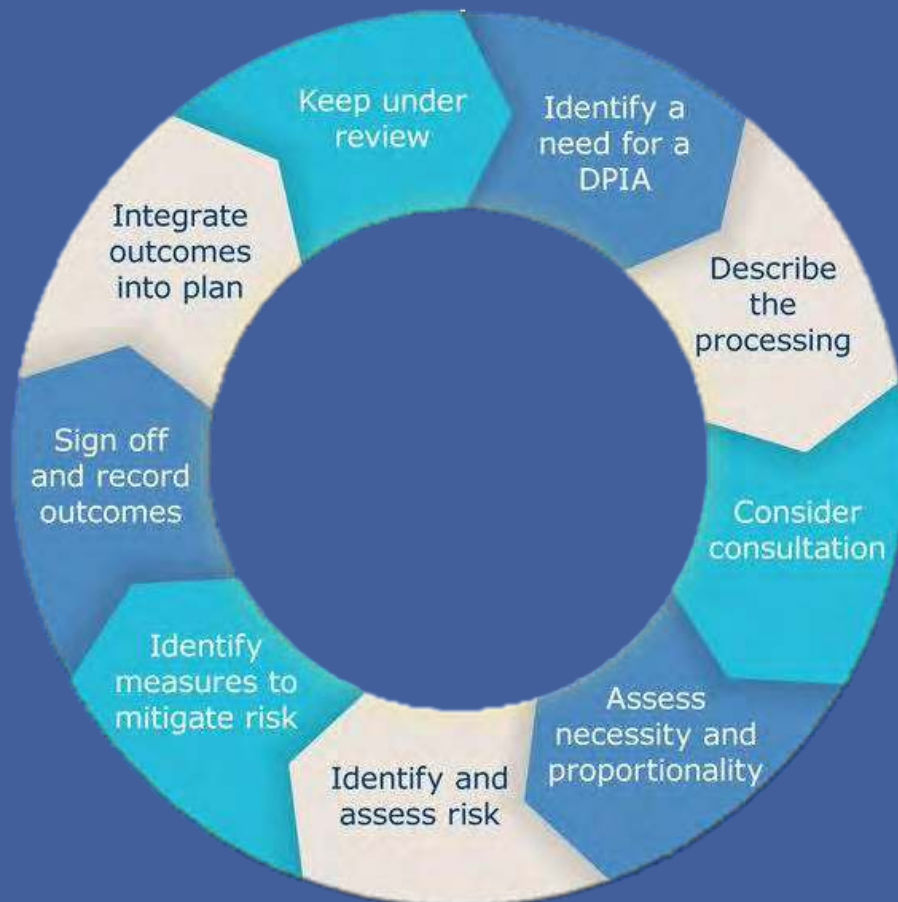 Identify a
need for a
DPIA
Describe
the
processing
Consider
consultation
Assess
necessity and
proportionality
Identify and
assess risk
Identify
measures to
mitigate risk
Sign off
and record
outcomes
Integrate
outcomes
into plan
Keep under
review